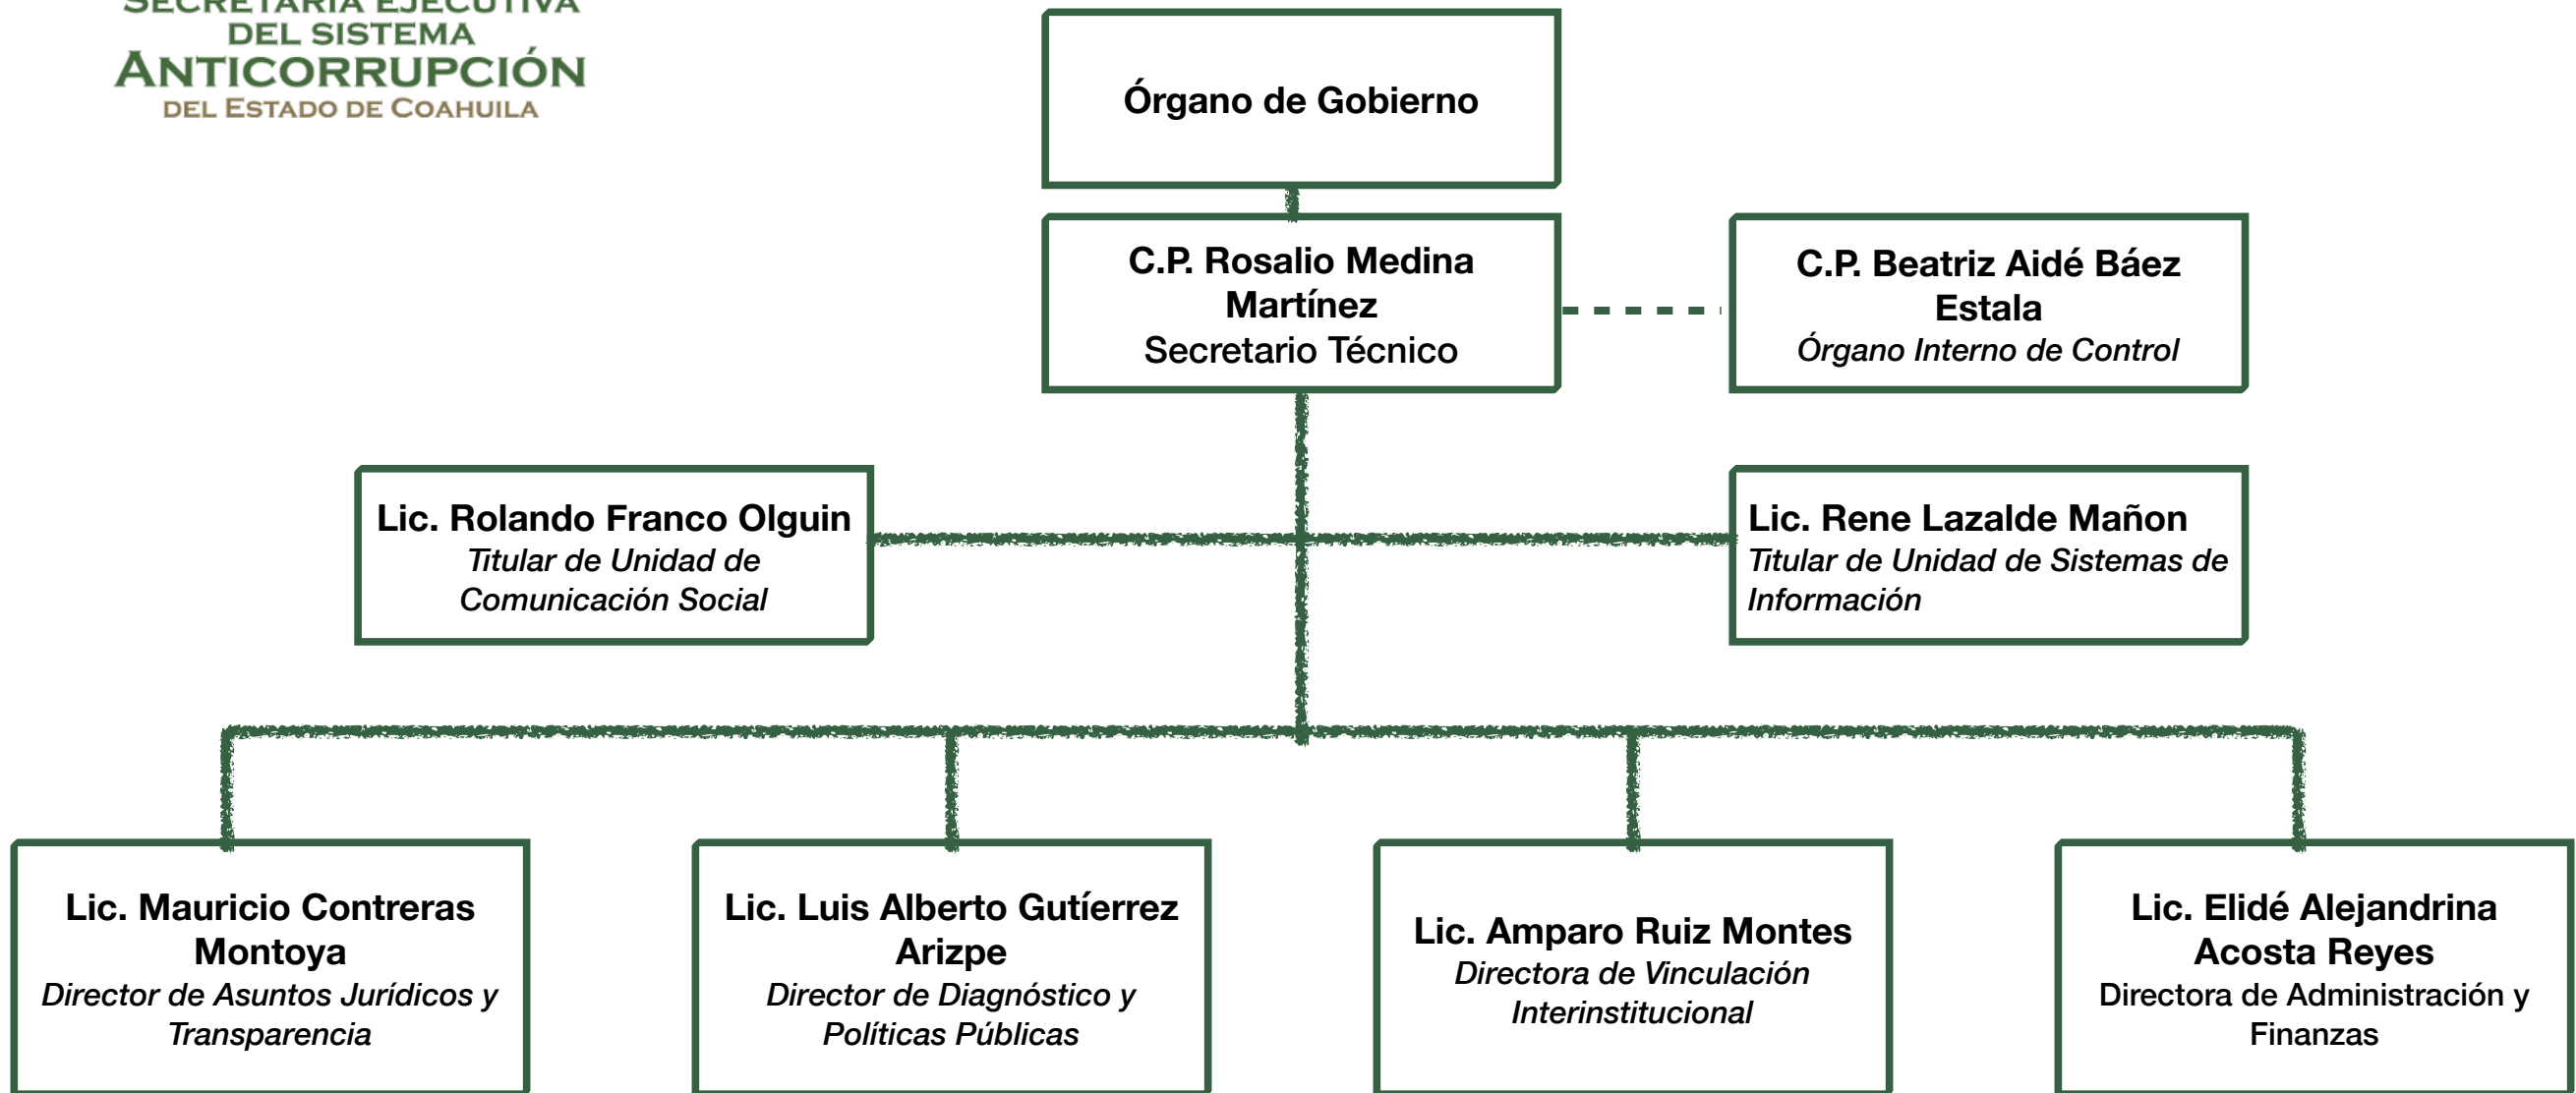 SECRETARÍA EJECUTIVA
DEL SISTEMA
ANTICORRUPCIÓN
DEL ESTADO DE COAHUILA
Órgano de Gobierno
C.P. Rosalio Medina
Martínez
Secretario Técnico
C.P. Beatriz Aidé Báez
Estala
Órgano Interno de Control
Lic. Rolando Franco Olguin
Titular de Unidad de
Comunicación Social
Lic. Rene Lazalde Mañon
Titular de Unidad de Sistemas de
Información
Lic. Mauricio Contreras
Montoya
Director de Asuntos Jurídicos y
Transparencia
Lic. Luis Alberto Gutíerrez
Arizpe
Director de Diagnóstico y
Políticas Públicas
Lic. Amparo Ruiz Montes
Directora de Vinculación
Interinstitucional
Lic. Elidé Alejandrina
Acosta Reyes
Directora de Administración y
Finanzas